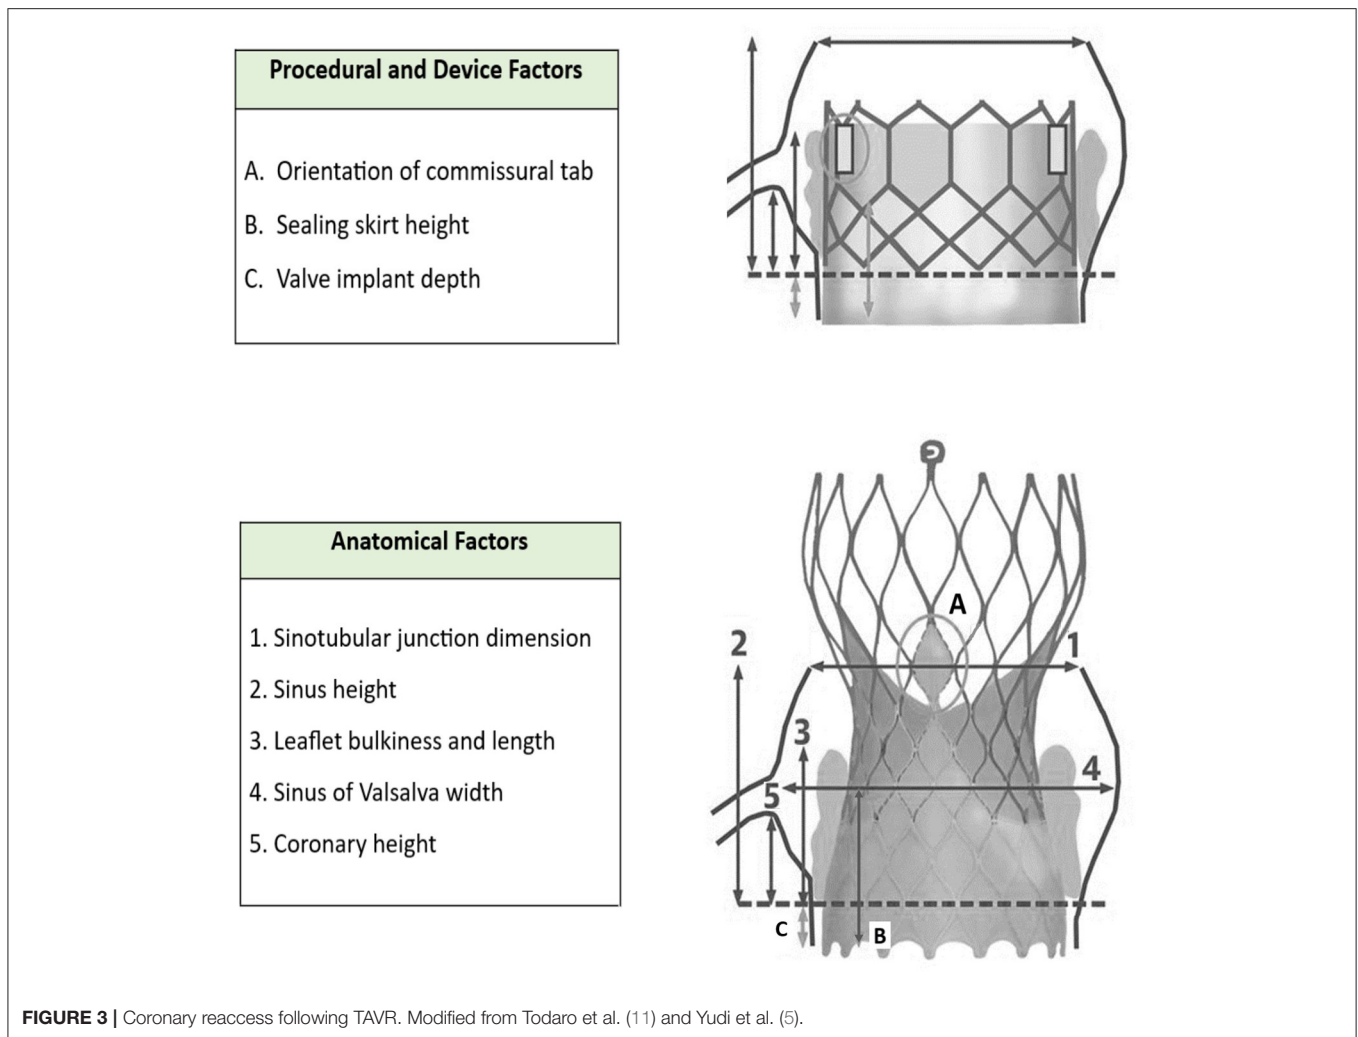 Procedural and Device Factors
A. Orientation of commissural tab
B. Sealing skirt height
C. Valve implant depth
Anatomical Factors
1. Sinotubular junction dimension
2. Sinus height
3. Leaflet bulkiness and length
4. Sinus of Valsalva width
5. Coronary height
A
2
1
3
4
5
C
B
FIGURE 3 | Coronary reaccess following TAVR. Modified from Todaro et al. (11) and Yudi et al. (5).